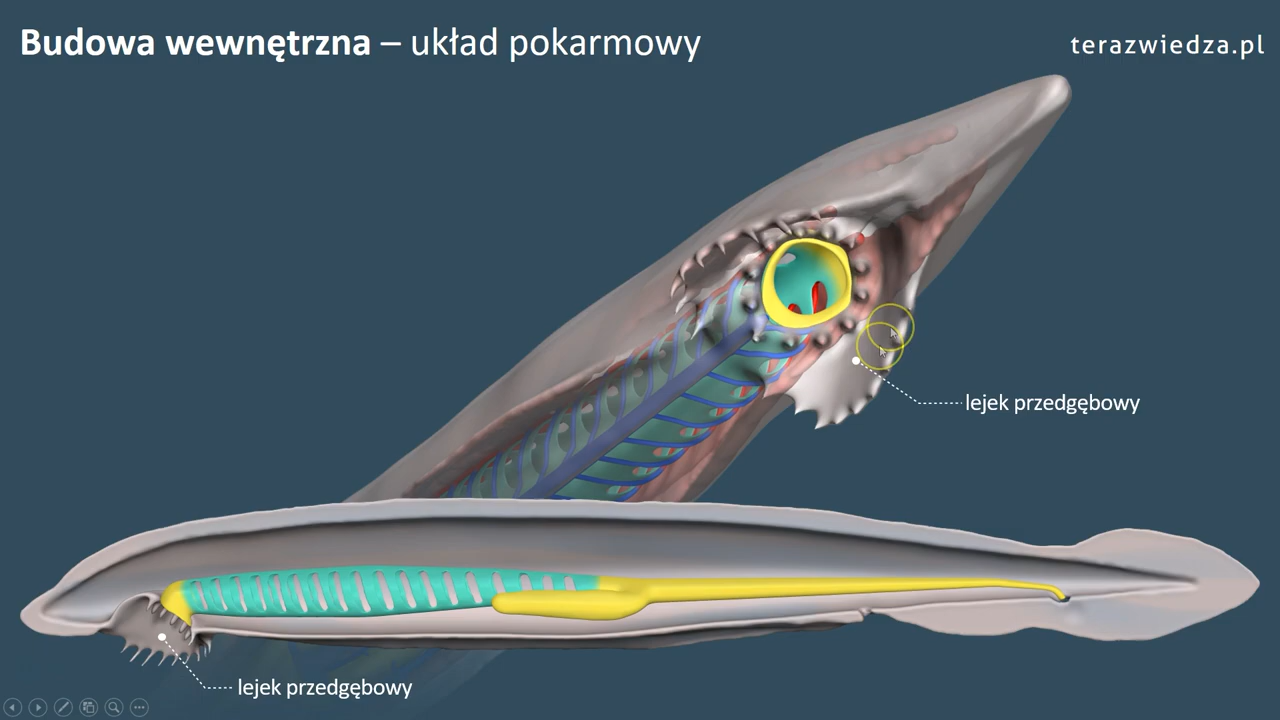 Budowa wewnętrzna – układ pokarmowy
terazwiedza.pl
lejek przedgębowy
lejek przedgębowy